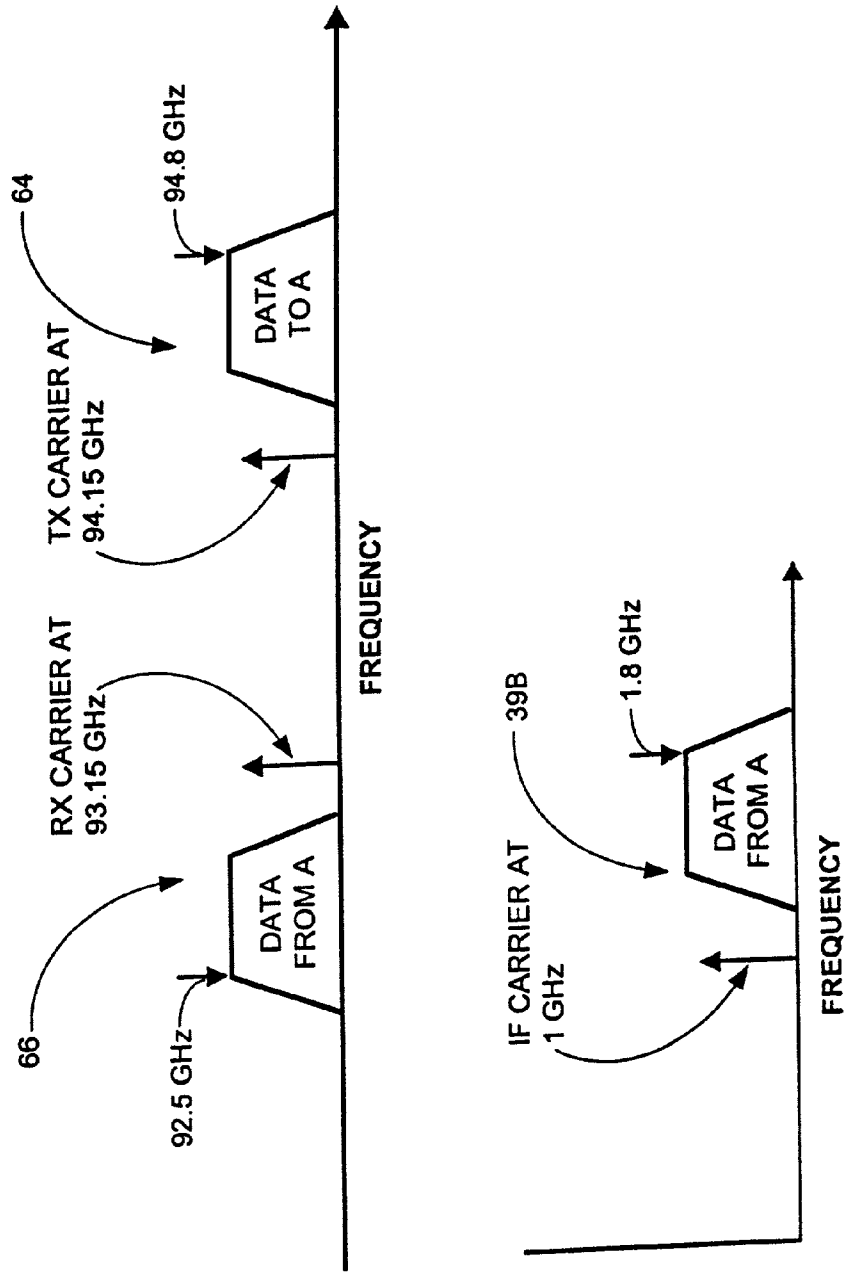 66
92.5 GHz
DATA
FROM A
RX CARRIER AT
93.15 GHz
TX CARRIER AT
94.15 GHz
64
DATA
TO A
94.8 GHz
FREQUENCY
IF CARRIER AT
1 GHz
39B
DATA
FROM A
1.8 GHz
FREQUENCY